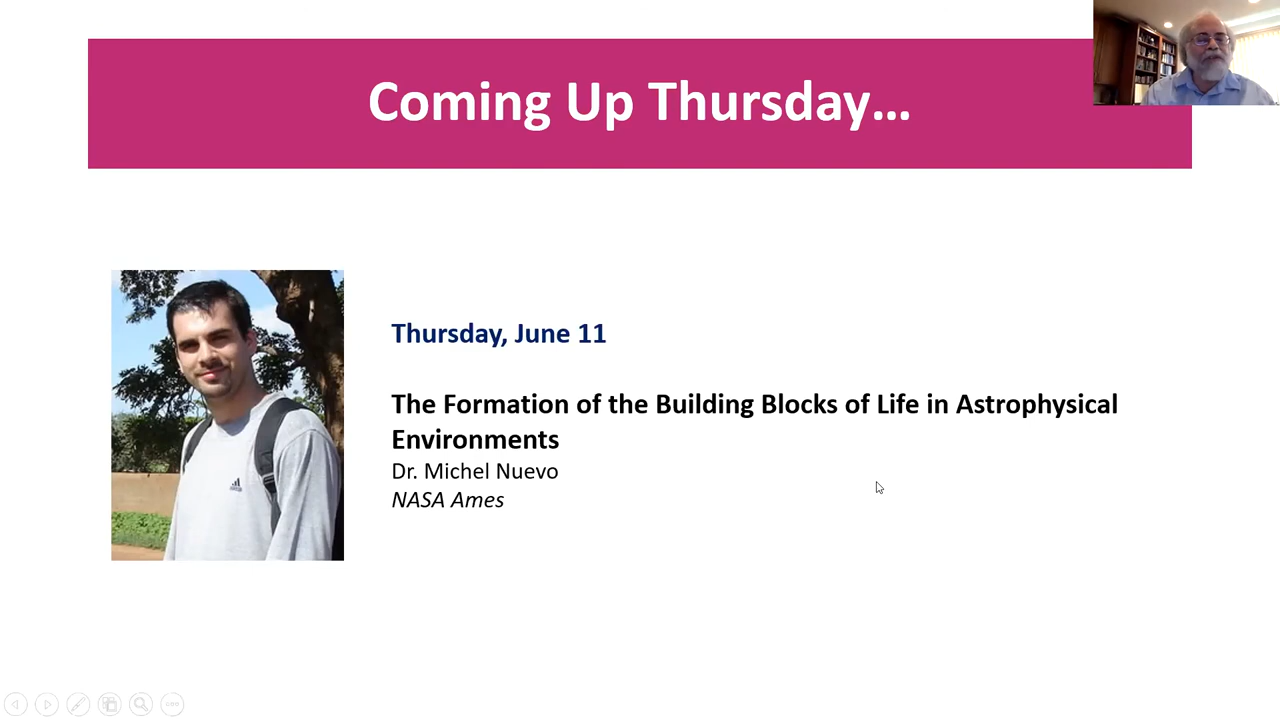 Coming Up Thursday...
Thursday, June 11
The Formation of the Building Blocks of Life in Astrophysical
Environments
Dr. Michel Nuevo
NASA Ames